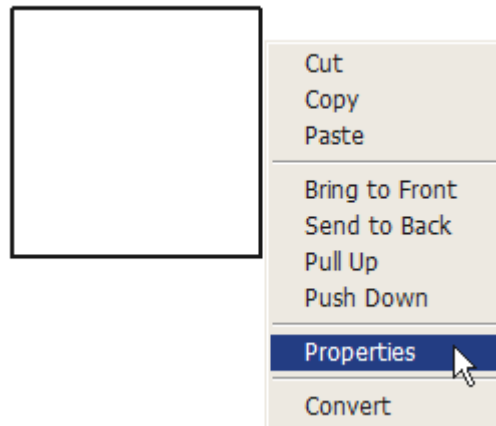 Cut
Copy
Paste
Bring to Front
Send to Back
Pull Up
Push Down
Properties
Convert